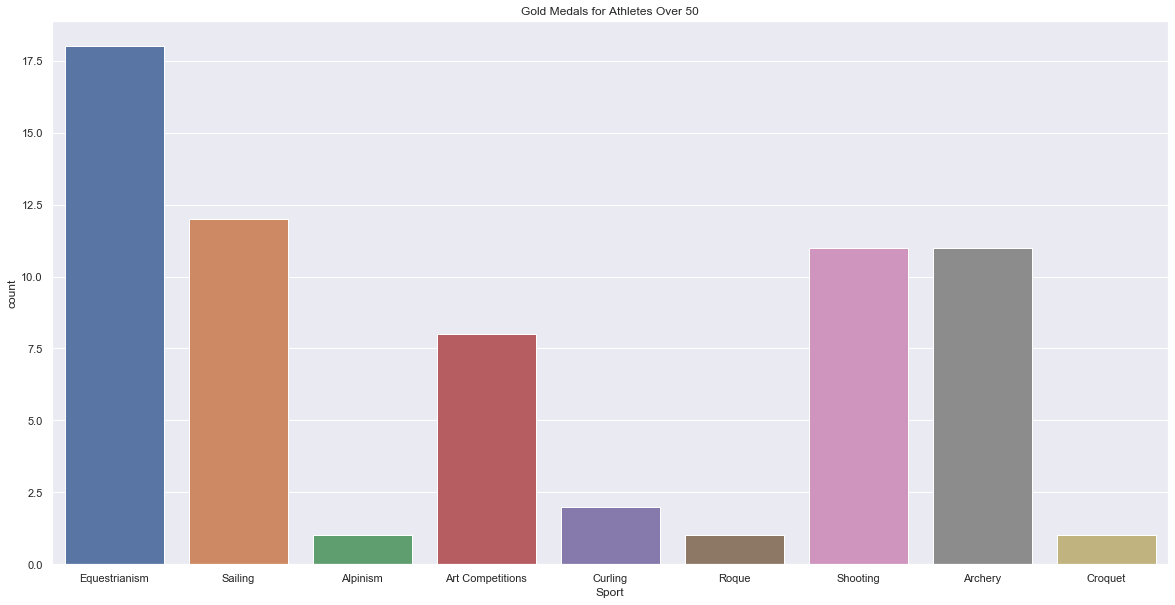 Gold Medals for Athletes Over 50
17.5
15.0
12.5
10.0
7.5
5.0
2.5
0.0
count
Equestrianism Sailing Alpinism Art Competitions Curling Roque Shooting Archery Croquet
Sport